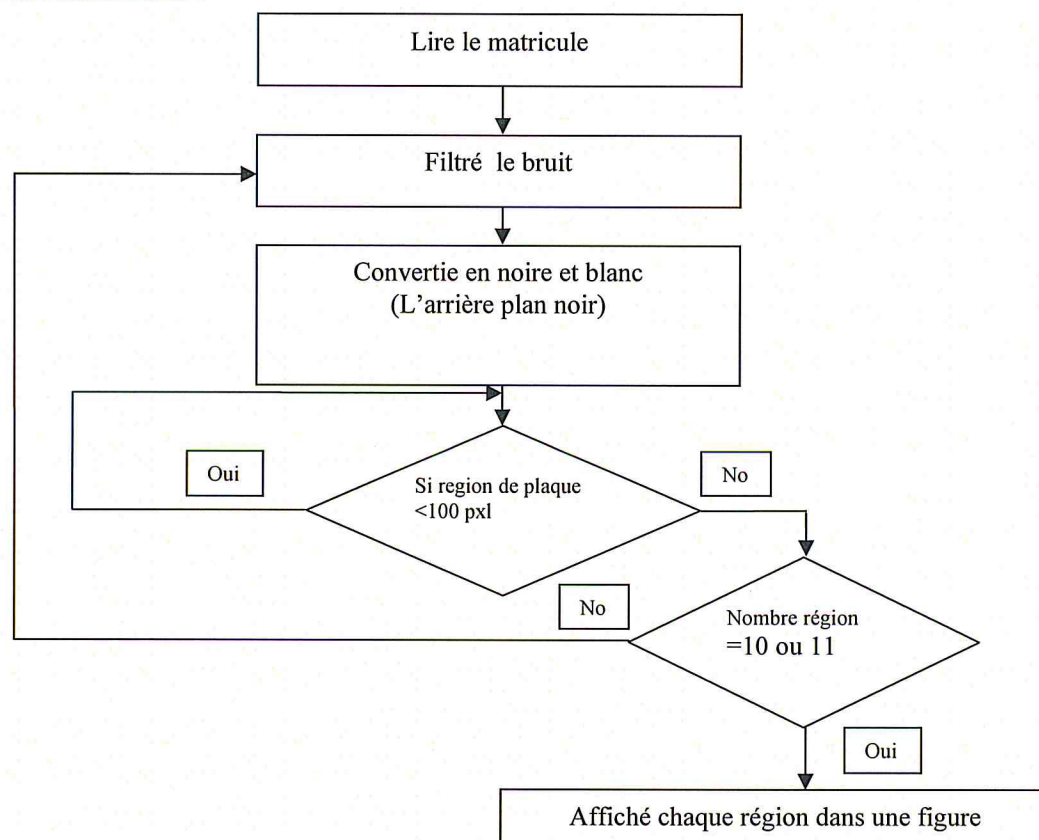 Lire le matricule
Filtré le bruit
Convertie en noire et blanc
(L'arrière plan noir)
Oui
Si region de plaque
<100 pxl
No
No
Nombre région
=10 ou 11
Oui
Affiché chaque région dans une figure